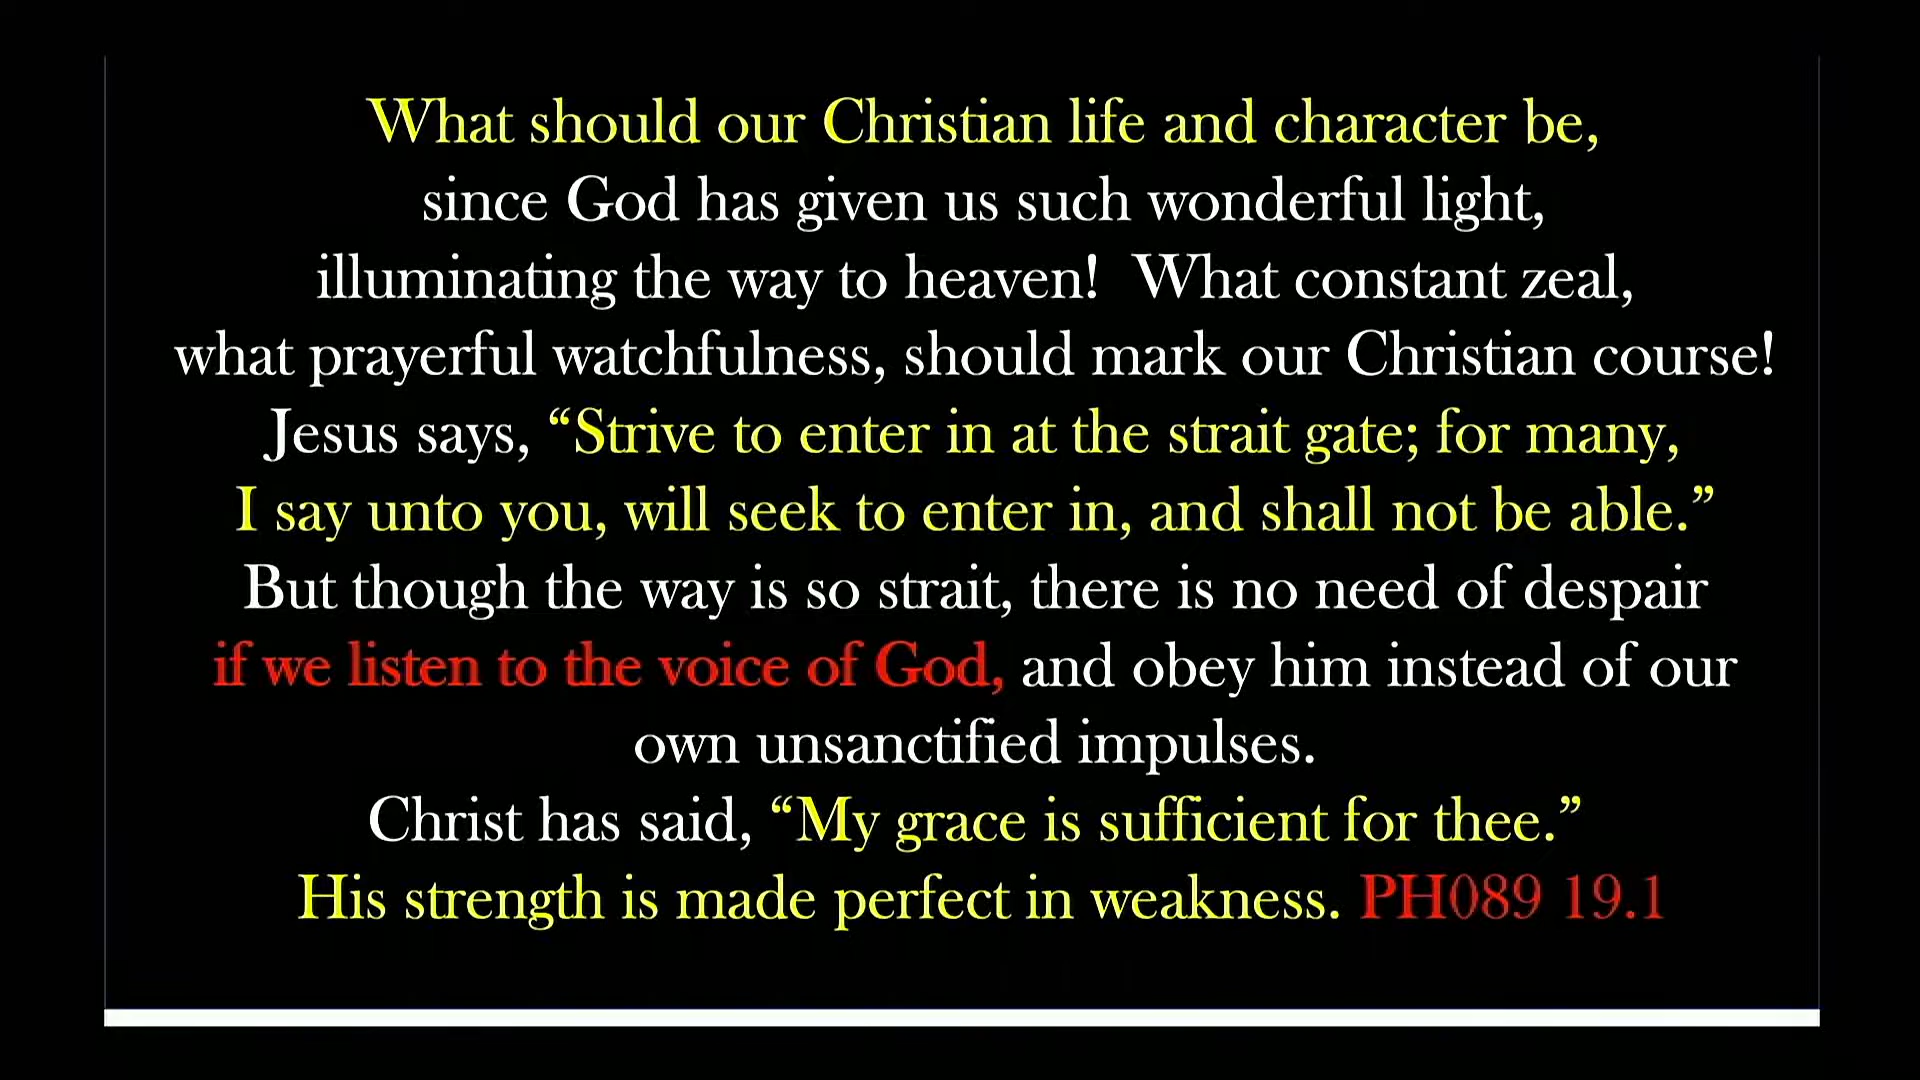 What should our Christian life and character be,
since God has given us such wonderful light,
illuminating the way to heaven!  What constant zeal,
what prayerful watchfulness, should mark our Christian course!
Jesus says, “Strive to enter in at the strait gate; for many,
I say unto you, will seek to enter in, and shall not be able.”
But though the way is so strait, there is no need of despair
if we listen to the voice of God, and obey him instead of our
own unsanctified impulses.
Christ has said, “My grace is sufficient for thee.”
His strength is made perfect in weakness. PH089 19.1